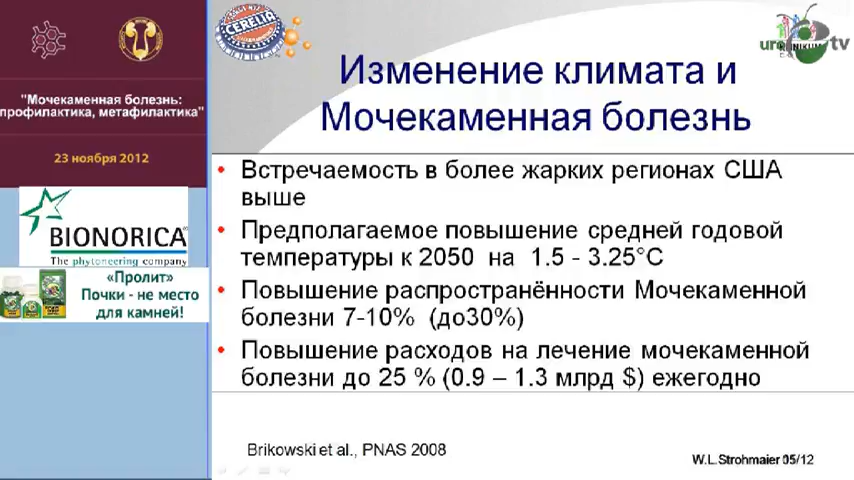 "Мочекаменная болезнь:
профилактика, метафилактика"
23 ноября 2012
BIONORICA
The phytoneering company
«Пролит»
Почки - не место
для камней!
CERELIA
uro
tv
Изменение климата и
Мочекаменная болезнь
• Встречаемость в более жарких регионах США
выше
• Предполагаемое повышение средней годовой
температуры к 2050 на 1.5 - 3.25°C
• Повышение распространённости Мочекаменной
болезни 7-10% (до30%)
• Повышение расходов на лечение мочекаменной
болезни до 25 % (0.9 – 1.3 млрд $) ежегодно
Brikowski et al., PNAS 2008
W.L.Strohmaier 05/12